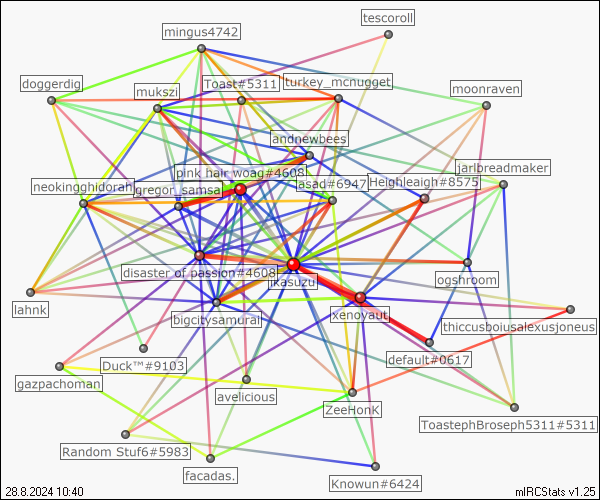 tescoroll
mingus4742
doggerdig
mukszi
Toast#5311
turkey_mcnugget
moonraven
andnewbees
jarlbreadmaker
pink hair woag#4608
neokingghidorah
gregor_samsa
asad#6947
Heighleaigh#8575
disaster of passion#4608
jikasuzu
ogshroom
lahnk
bigcitysamurai
xenoyaut
thiccusboiusalexusjoneus
Duck™#9103
default#0617
gazpachoman
avelicious
ZeeHonK
ToastephBroseph5311#5311
Random Stuf6#5983
facadas.
Knowun#6424
28.8.2024 10:40
mIRCStats v1.25